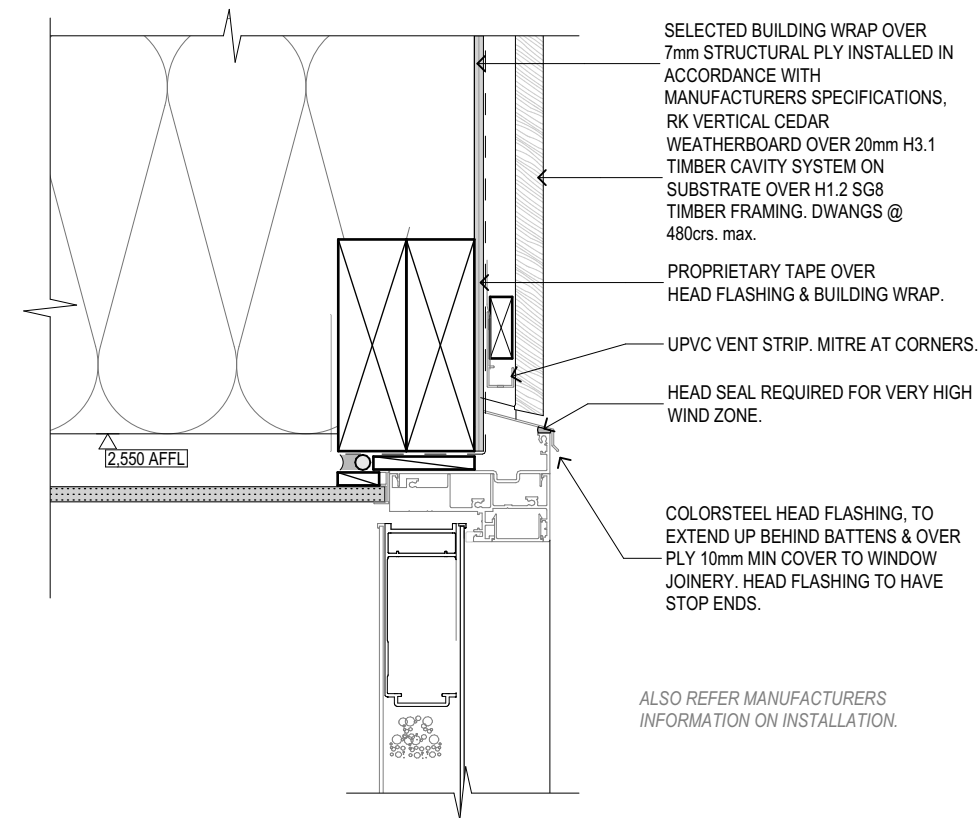 SELECTED BUILDING WRAP OVER
7mm STRUCTURAL PLY INSTALLED IN
ACCORDANCE WITH
MANUFACTURERS SPECIFICATIONS,
RK VERTICAL CEDAR
WEATHERBOARD OVER 20mm H3.1
TIMBER CAVITY SYSTEM ON
SUBSTRATE OVER H1.2 SG8
TIMBER FRAMING. DWANGS @
480crs. max.
PROPRIETARY TAPE OVER
HEAD FLASHING & BUILDING WRAP.
UPVC VENT STRIP. MITRE AT CORNERS.
HEAD SEAL REQUIRED FOR VERY HIGH
WIND ZONE.
2,550 AFFL
COLORSTEEL HEAD FLASHING, TO
EXTEND UP BEHIND BATTENS & OVER
PLY 10mm MIN COVER TO WINDOW
JOINERY. HEAD FLASHING TO HAVE
STOP ENDS.
ALSO REFER MANUFACTURERS
INFORMATION ON INSTALLATION.